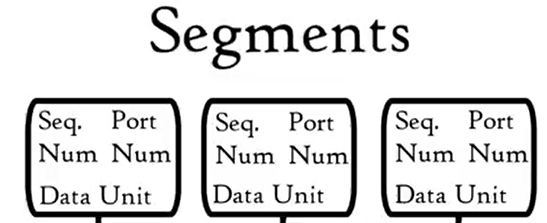 Segments
Seq. Port
Num Num
Data Unit
Seq. Port
Num Num
Data Unit
Seq. Port
Num Num
Data Unit